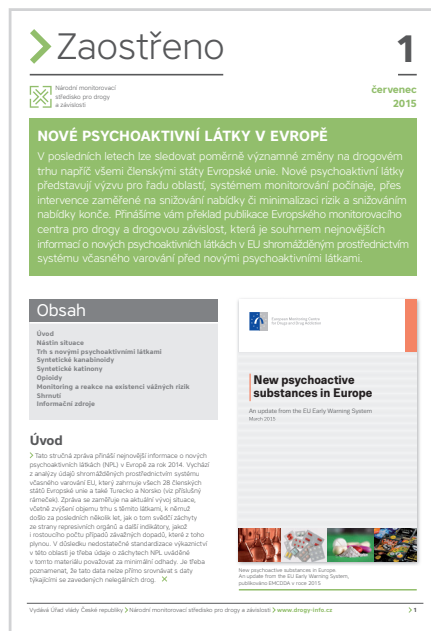 Zaostřeno
1
Národní monitorovací
středisko pro drogy
a závislosti
červenec
2015
NOVÉ PSYCHOAKTIVNÍ LÁTKY V EVROPĚ
V posledních letech lze sledovat poměrně významné změny na drogovém
trhu napříč všemi členskými státy Evropské unie. Nové psychoaktivní látky
představují výzvu pro řadu oblastí, systémem monitorování počínaje, přes
intervence zaměřené na snižování nabídky či minimalizaci rizik a snižováním
nabídky konče. Přinášíme vám překlad publikace Evropského monitorovacího
centra pro drogy a drogovou závislost, která je souhrnem nejnovějších
informací o nových psychoaktivních látkách v EU shromážděným prostřednictvím
systému včasného varování před novými psychoaktivními látkami.
Obsah
Úvod
Nástin situace
Trh s novými psychoaktivními látkami
Syntetické kanabinoidy
Syntetické katinony
Opioidy
Monitoring a reakce na existenci vážných rizik
Shrnutí
Informační zdroje
Úvod
Tato stručná zpráva přináší nejnovější informace o nových
psychoaktivních látkách (NPL) v Evropě za rok 2014. Vychází
z analýzy údajů shromážděných prostřednictvím systému
včasného varování EU, který zahrnuje všech 28 členských
států Evropské unie a také Turecko a Norsko (viz příslušný
rámeček). Zpráva se zaměřuje na aktuální vývoj situace,
včetně zvýšení objemu trhu s těmito látkami, k němuž
došlo za posledních několik let, jak o tom svědčí záchyty
ze strany represivních orgánů a další indikátory, jakož
i rostoucího počtu případů závažných dopadů, které z toho
plynou. V důsledku nedostatečné standardizace výkaznictví
v této oblasti je třeba údaje o záchytech NPL uváděné
v tomto materiálu považovat za minimální odhady. Je třeba
poznamenat, že tato data nelze přímo srovnávat s daty
týkajícími se zavedených nelegálních drog.
European Monitoring Centre
for Drugs and Drug Addiction
New psychoactive
substances in Europe
An update from the EU Early Warning System
March 2015
New psychoactive substances in Europe.
An update from the EU Early Warning System,
publikováno EMCDDA v roce 2015
Vydává Úřad vlády České republiky > Národní monitorovací středisko pro drogy a závislosti > www.drogy-info.cz > 1